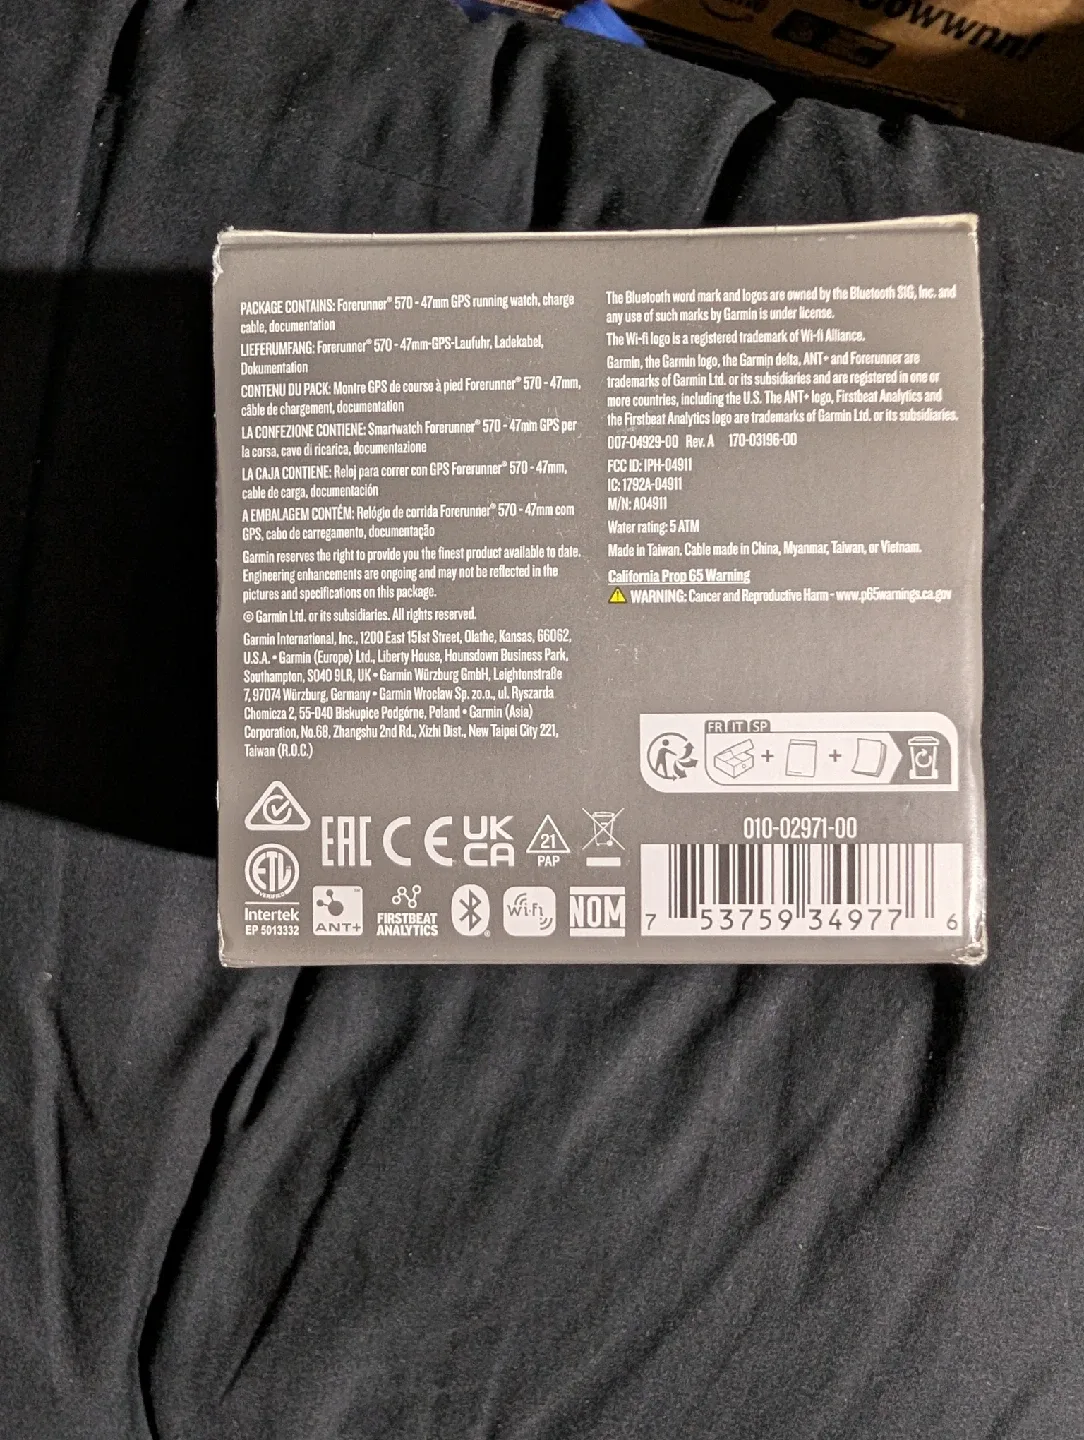 wwnn!
PACKAGE CONTAINS: Forerunner® 570 - 47mm GPS running watch, charge
cable, documentation
LIEFERUMFANG: Forerunner® 570 - 47mm-GPS-Laufuhr, Ladekabel,
Dokumentation
CONTENU DU PACK: Montre GPS de course à pied Forerunner® 570 - 47mm,
câble de chargement, documentation
LA CONFEZIONE CONTIENE: Smartwatch Forerunner® 570 - 47mm GPS per
la corsa, cavo di ricarica, documentazione
LA CAJA CONTIENE: Reloj para correr con GPS Forerunner® 570 - 47mm,
cable de carga, documentación
A EMBALAGEM CONTÉM: Relógio de corrida Forerunner® 570 - 47mm com
GPS, cabo de carregamento, documentação
Garmin reserves the right to provide you the finest product available to date.
Engineering enhancements are ongoing and may not be reflected in the
pictures and specifications on this package.
© Garmin Ltd. or its subsidiaries. All rights reserved.
Garmin International, Inc., 1200 East 151st Street, Olathe, Kansas, 66062,
U.S.A. • Garmin (Europe) Ltd., Liberty House, Hounsdown Business Park,
Southampton, SO40 9LR, UK • Garmin Würzburg GmbH, Leightonstraße
7, 97074 Würzburg, Germany • Garmin Wroclaw Sp. zo.o., ul. Ryszarda
Chomicza 2, 55-040 Biskupice Podgórne, Poland • Garmin (Asia)
Corporation, No.68, Zhangshu 2nd Rd., Xizhi Dist., New Taipei City 221,
Taiwan (R.O.C.)
The Bluetooth word mark and logos are owned by the Bluetooth SIG, Inc. and
any use of such marks by Garmin is under license.
The Wi-fi logo is a registered trademark of Wi-fi Alliance.
Garmin, the Garmin logo, the Garmin delta, ANT+ and Forerunner are
trademarks of Garmin Ltd. or its subsidiaries and are registered in one or
more countries, including the U.S. The ANT+ logo, Firstbeat Analytics and
the Firstbeat Analytics logo are trademarks of Garmin Ltd. or its subsidiaries.
007-04929-00 Rev. A 170-03196-00
FCC ID: IPH-04911
IC: 1792A-04911
M/N: A04911
Water rating: 5 ATM
Made in Taiwan. Cable made in China, Myanmar, Taiwan, or Vietnam.
California Prop 65 Warning
WARNING: Cancer and Reproductive Harm - www.p65warnings.ca.gov
FR IT SP
010-02971-00
7 53759 34977 6
EAC CE UK
CA
21
PAP
ETL
Intertek
EP 5013332
ANT+
FIRSTBEAT
ANALYTICS
Wi-Fi
NOM